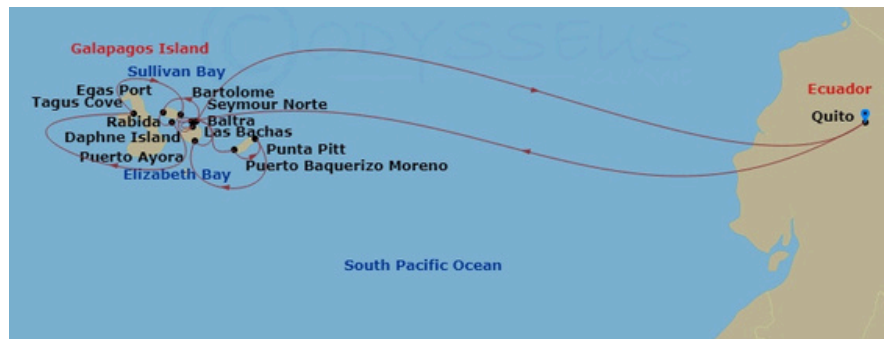 ©ODYSSEUS
Galapagos Island
Sullivan Bay
Egas Port
Bartolome
Tagus Cove
Seymour Norte
Rabida
Baltra
Daphne Island
Las Bachas
Punta Pitt
Puerto Ayora
Puerto Baquerizo Moreno
Elizabeth Bay
Ecuador
Quito
South Pacific Ocean